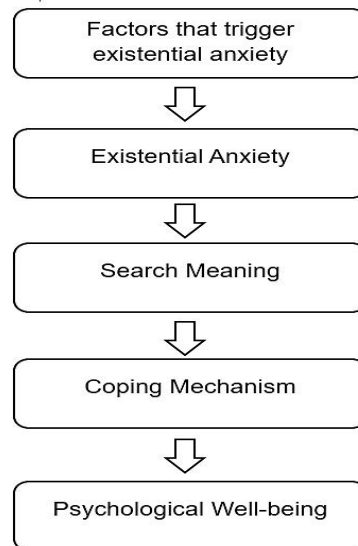 Factors that trigger
existential anxiety
Existential Anxiety
Search Meaning
Coping Mechanism
Psychological Well-being